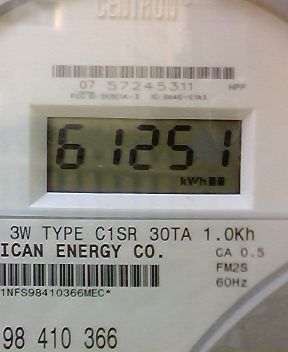 CENTRON
07 57245311 HPP
61251
kWh
3W TYPE C1SR 30TA 1.0Kh
ICAN ENERGY CO.
CA 0.5
FM2S
60Hz
1NFS98410366MEC*
98 410 366